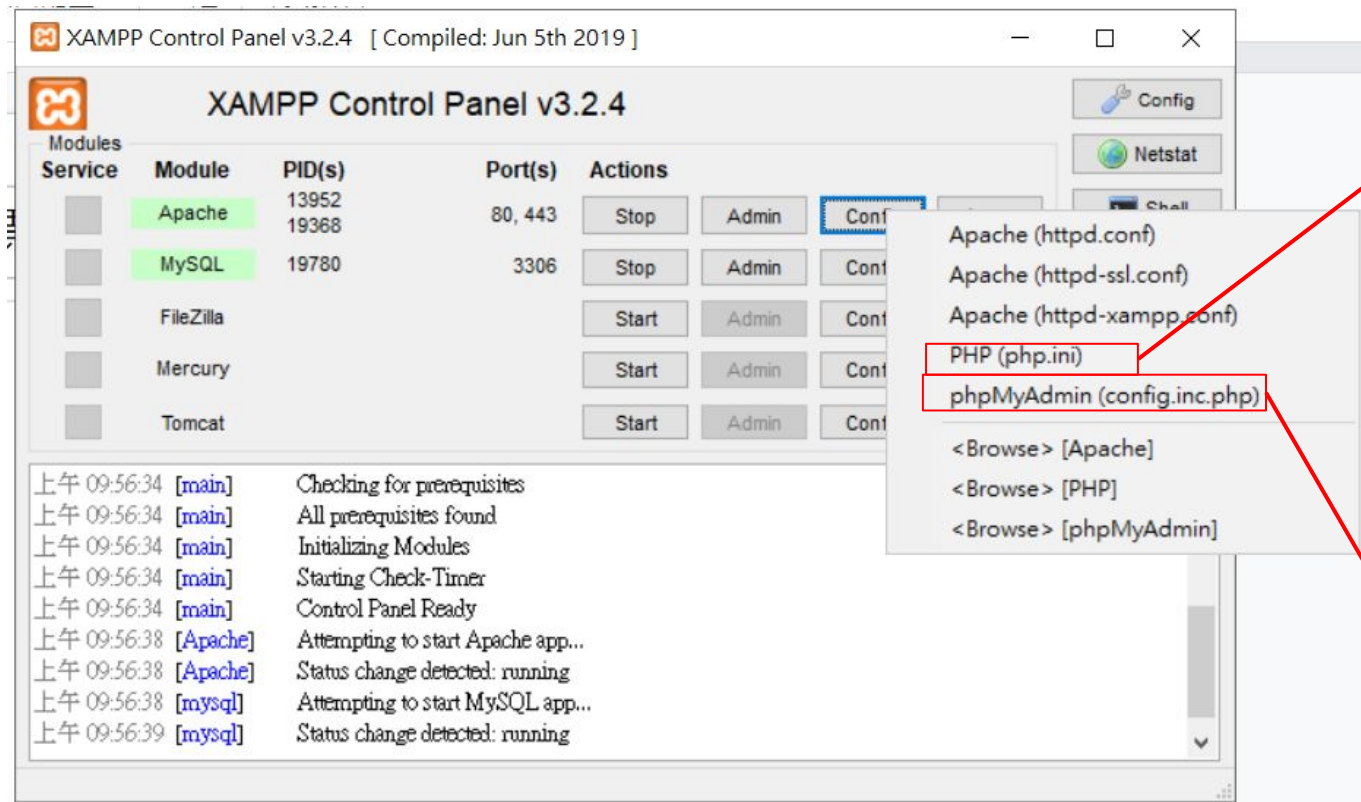 XAMPP Control Panel v3.2.4 [ Compiled: Jun 5th 2019 ]
XAMPP Control Panel v3.2.4
Config
Modules
Service Module PID(s) Port(s) Actions
Netstat
Apache 13952 19368 80, 443 Stop Admin
Shell
MySQL 19780 3306 Stop Admin
FileZilla Start Admin
Mercury Start Admin
Tomcat Start Admin
Apache (httpd.conf)
Apache (httpd-ssl.conf)
Apache (httpd-xampp.conf)
PHP (php.ini)
phpMyAdmin (config.inc.php)
<Browse> [Apache]
<Browse> [PHP]
<Browse> [phpMyAdmin]
上午 09:56:34 [main] Checking for prerequisites
上午 09:56:34 [main] All prerequisites found
上午 09:56:34 [main] Initializing Modules
上午 09:56:34 [main] Starting Check-Timer
上午 09:56:34 [main] Control Panel Ready
上午 09:56:38 [Apache] Attempting to start Apache app...
上午 09:56:38 [Apache] Status change detected: running
上午 09:56:38 [mysql] Attempting to start MySQL app...
上午 09:56:39 [mysql] Status change detected: running